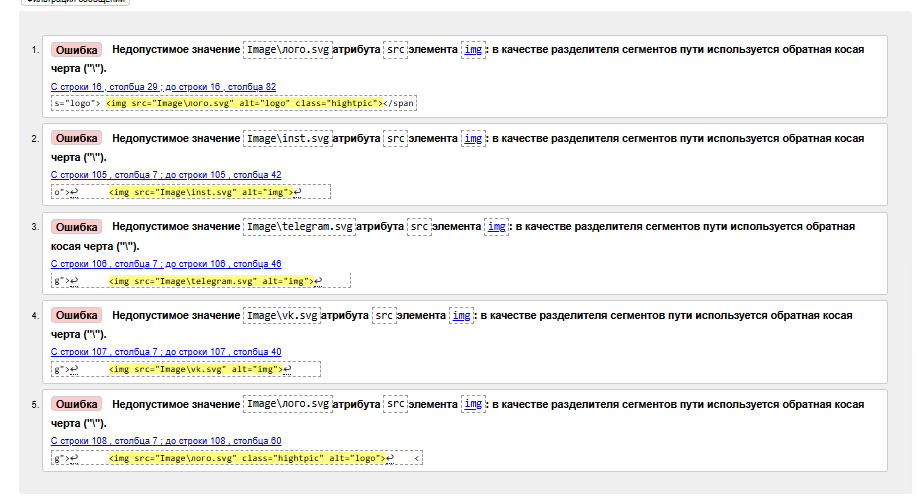 Фильтрация сообщений
1. Ошибка Недопустимое значение Image\лого.svg атрибута src элемента img: в качестве разделителя сегментов пути используется обратная косая
черта ("\").
С строки 16 , столбца 29 ; до строки 16 , столбца 82
s="logo"> <img src="Image\лого.svg" alt="logo" class="hightpic"></span
2. Ошибка Недопустимое значение Image\inst.svg атрибута src элемента img: в качестве разделителя сегментов пути используется обратная косая
черта ("\").
С строки 105 , столбца 7 ; до строки 105 , столбца 42
o">↩ <img src="Image\inst.svg" alt="img">↩
3. Ошибка Недопустимое значение Image\telegram.svg атрибута src элемента img: в качестве разделителя сегментов пути используется обратная
косая черта ("\").
С строки 106 , столбца 7 ; до строки 106 , столбца 46
g">↩ <img src="Image\telegram.svg" alt="img">↩
4. Ошибка Недопустимое значение Image\vk.svg атрибута src элемента img: в качестве разделителя сегментов пути используется обратная косая
черта ("\").
С строки 107 , столбца 7 ; до строки 107 , столбца 40
g">↩ <img src="Image\vk.svg" alt="img">↩
5. Ошибка Недопустимое значение Image\лого.svg атрибута src элемента img: в качестве разделителя сегментов пути используется обратная косая
черта ("\").
С строки 108 , столбца 7 ; до строки 108 , столбца 60
g">↩ <img src="Image\лого.svg" class="hightpic" alt="logo">↩ <